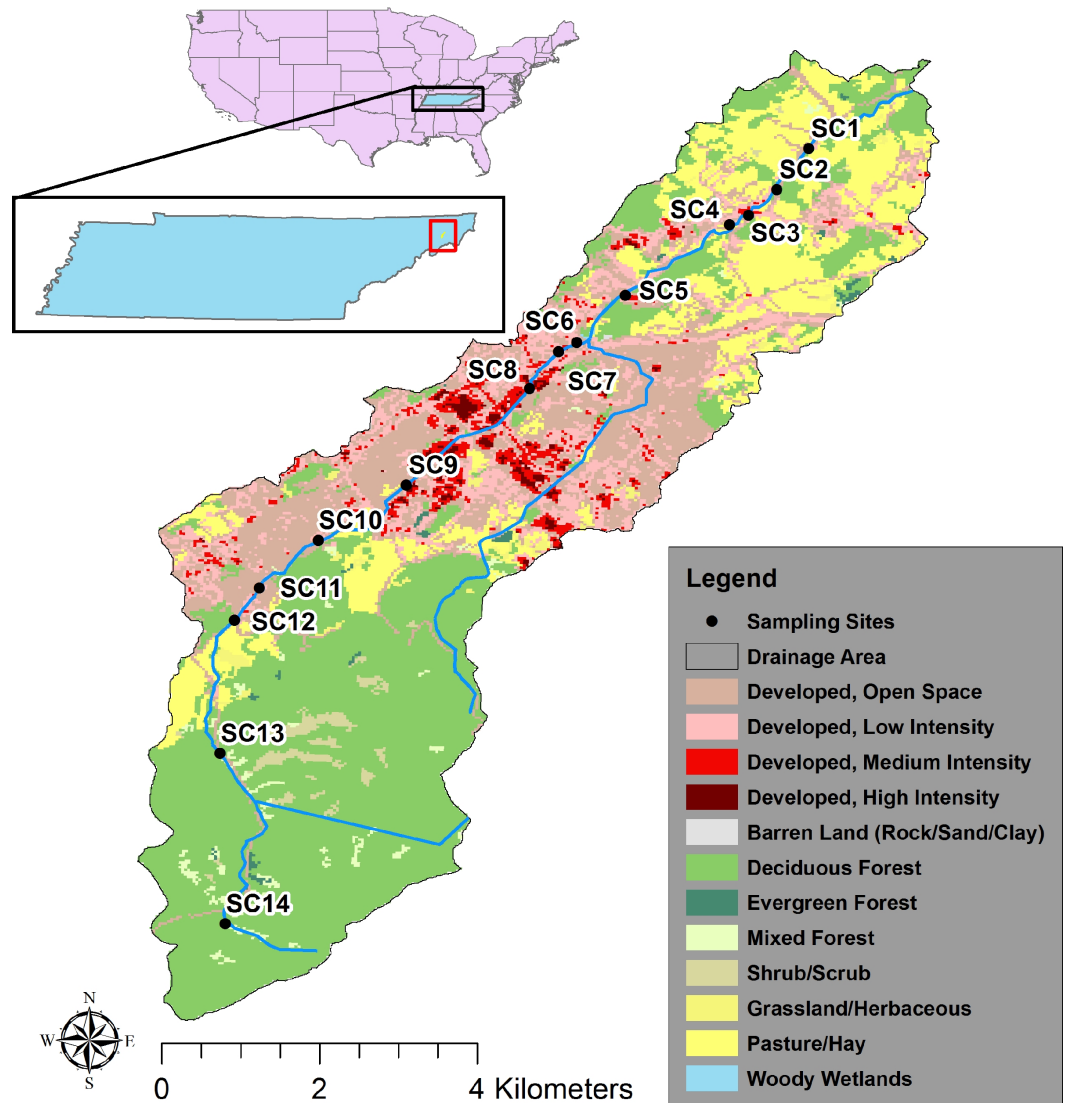 SC1
SC2
SC4
SC3
SC5
SC6
SC8
SC7
SC9
SC10
SC11
SC12
SC13
SC14
Legend
Sampling Sites
Drainage Area
Developed, Open Space
Developed, Low Intensity
Developed, Medium Intensity
Developed, High Intensity
Barren Land (Rock/Sand/Clay)
Deciduous Forest
Evergreen Forest
Mixed Forest
Shrub/Scrub
Grassland/Herbaceous
Pasture/Hay
Woody Wetlands
N
W E
S
0 2 4 Kilometers